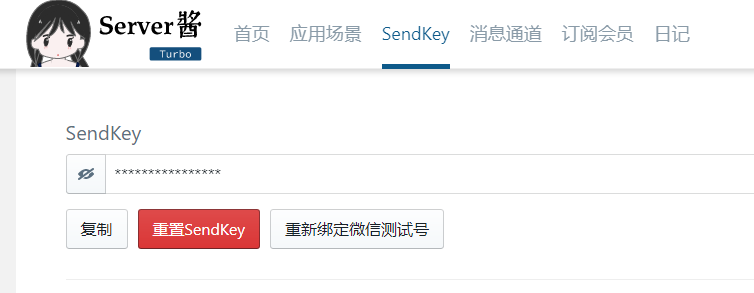 Server酱
Turbo
首页 应用场景 SendKey 消息通道 订阅会员 日记
SendKey
****************
复制 重置SendKey 重新绑定微信测试号